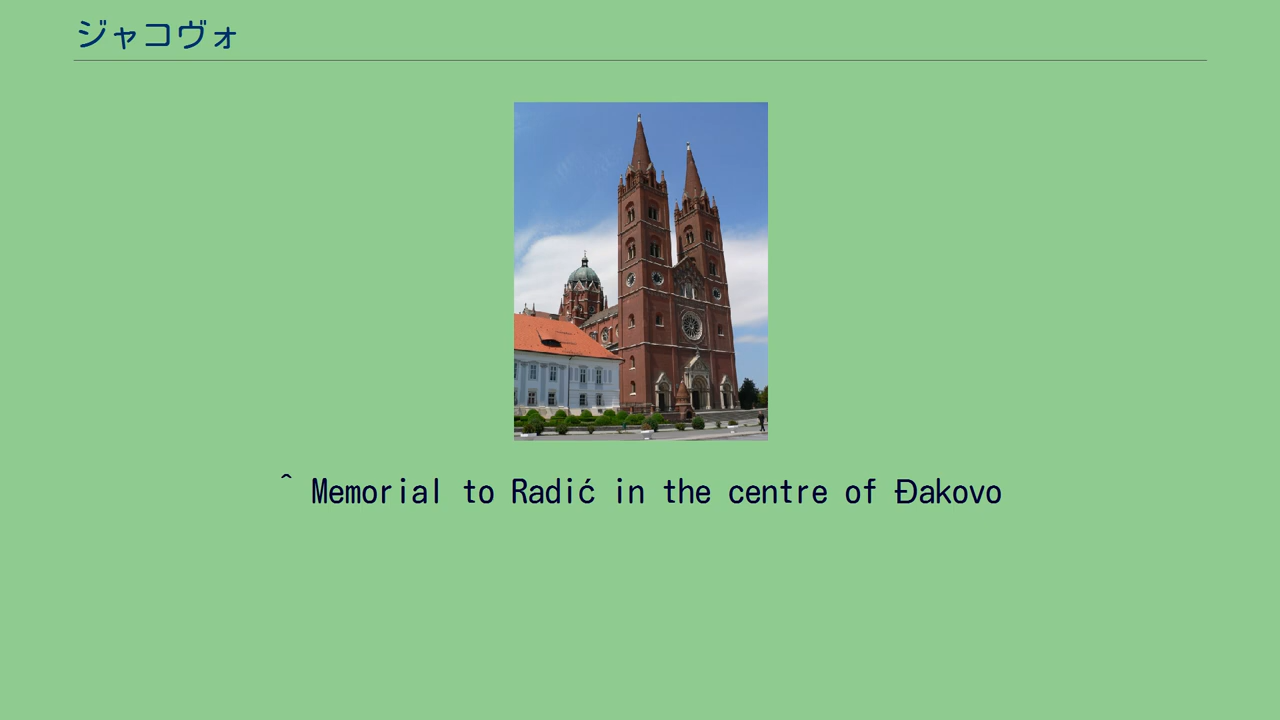 ジャコヴォ
^ Memorial to Radić in the centre of Đakovo